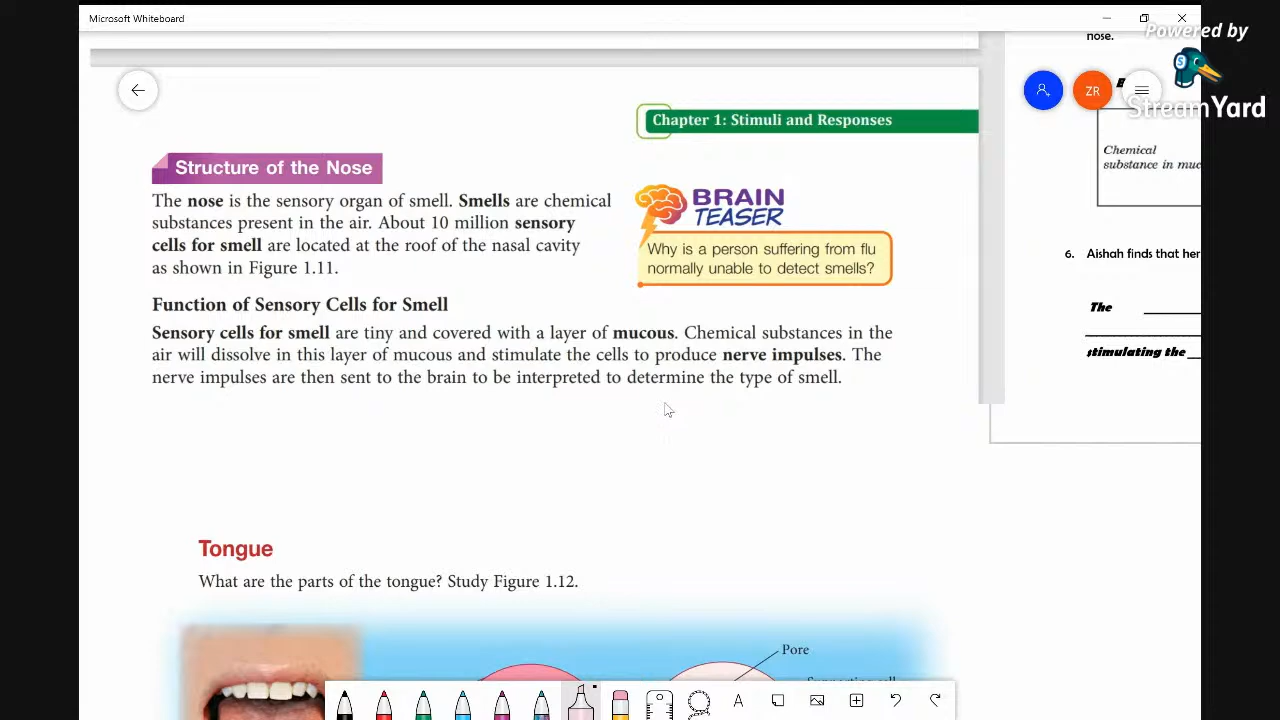 Microsoft Whiteboard
Powered by
StreamYard
ZR
nose.
Chapter 1: Stimuli and Responses
Structure of the Nose
The nose is the sensory organ of smell. Smells are chemical
substances present in the air. About 10 million sensory
cells for smell are located at the roof of the nasal cavity
as shown in Figure 1.11.
BRAIN
TEASER
Why is a person suffering from flu
normally unable to detect smells?
Function of Sensory Cells for Smell
Sensory cells for smell are tiny and covered with a layer of mucous. Chemical substances in the
air will dissolve in this layer of mucous and stimulate the cells to produce nerve impulses. The
nerve impulses are then sent to the brain to be interpreted to determine the type of smell.
Chemical
substance in muc
6. Aishah finds that her
The
stimulating the
Tongue
What are the parts of the tongue? Study Figure 1.12.
Pore
Supporting cell
A